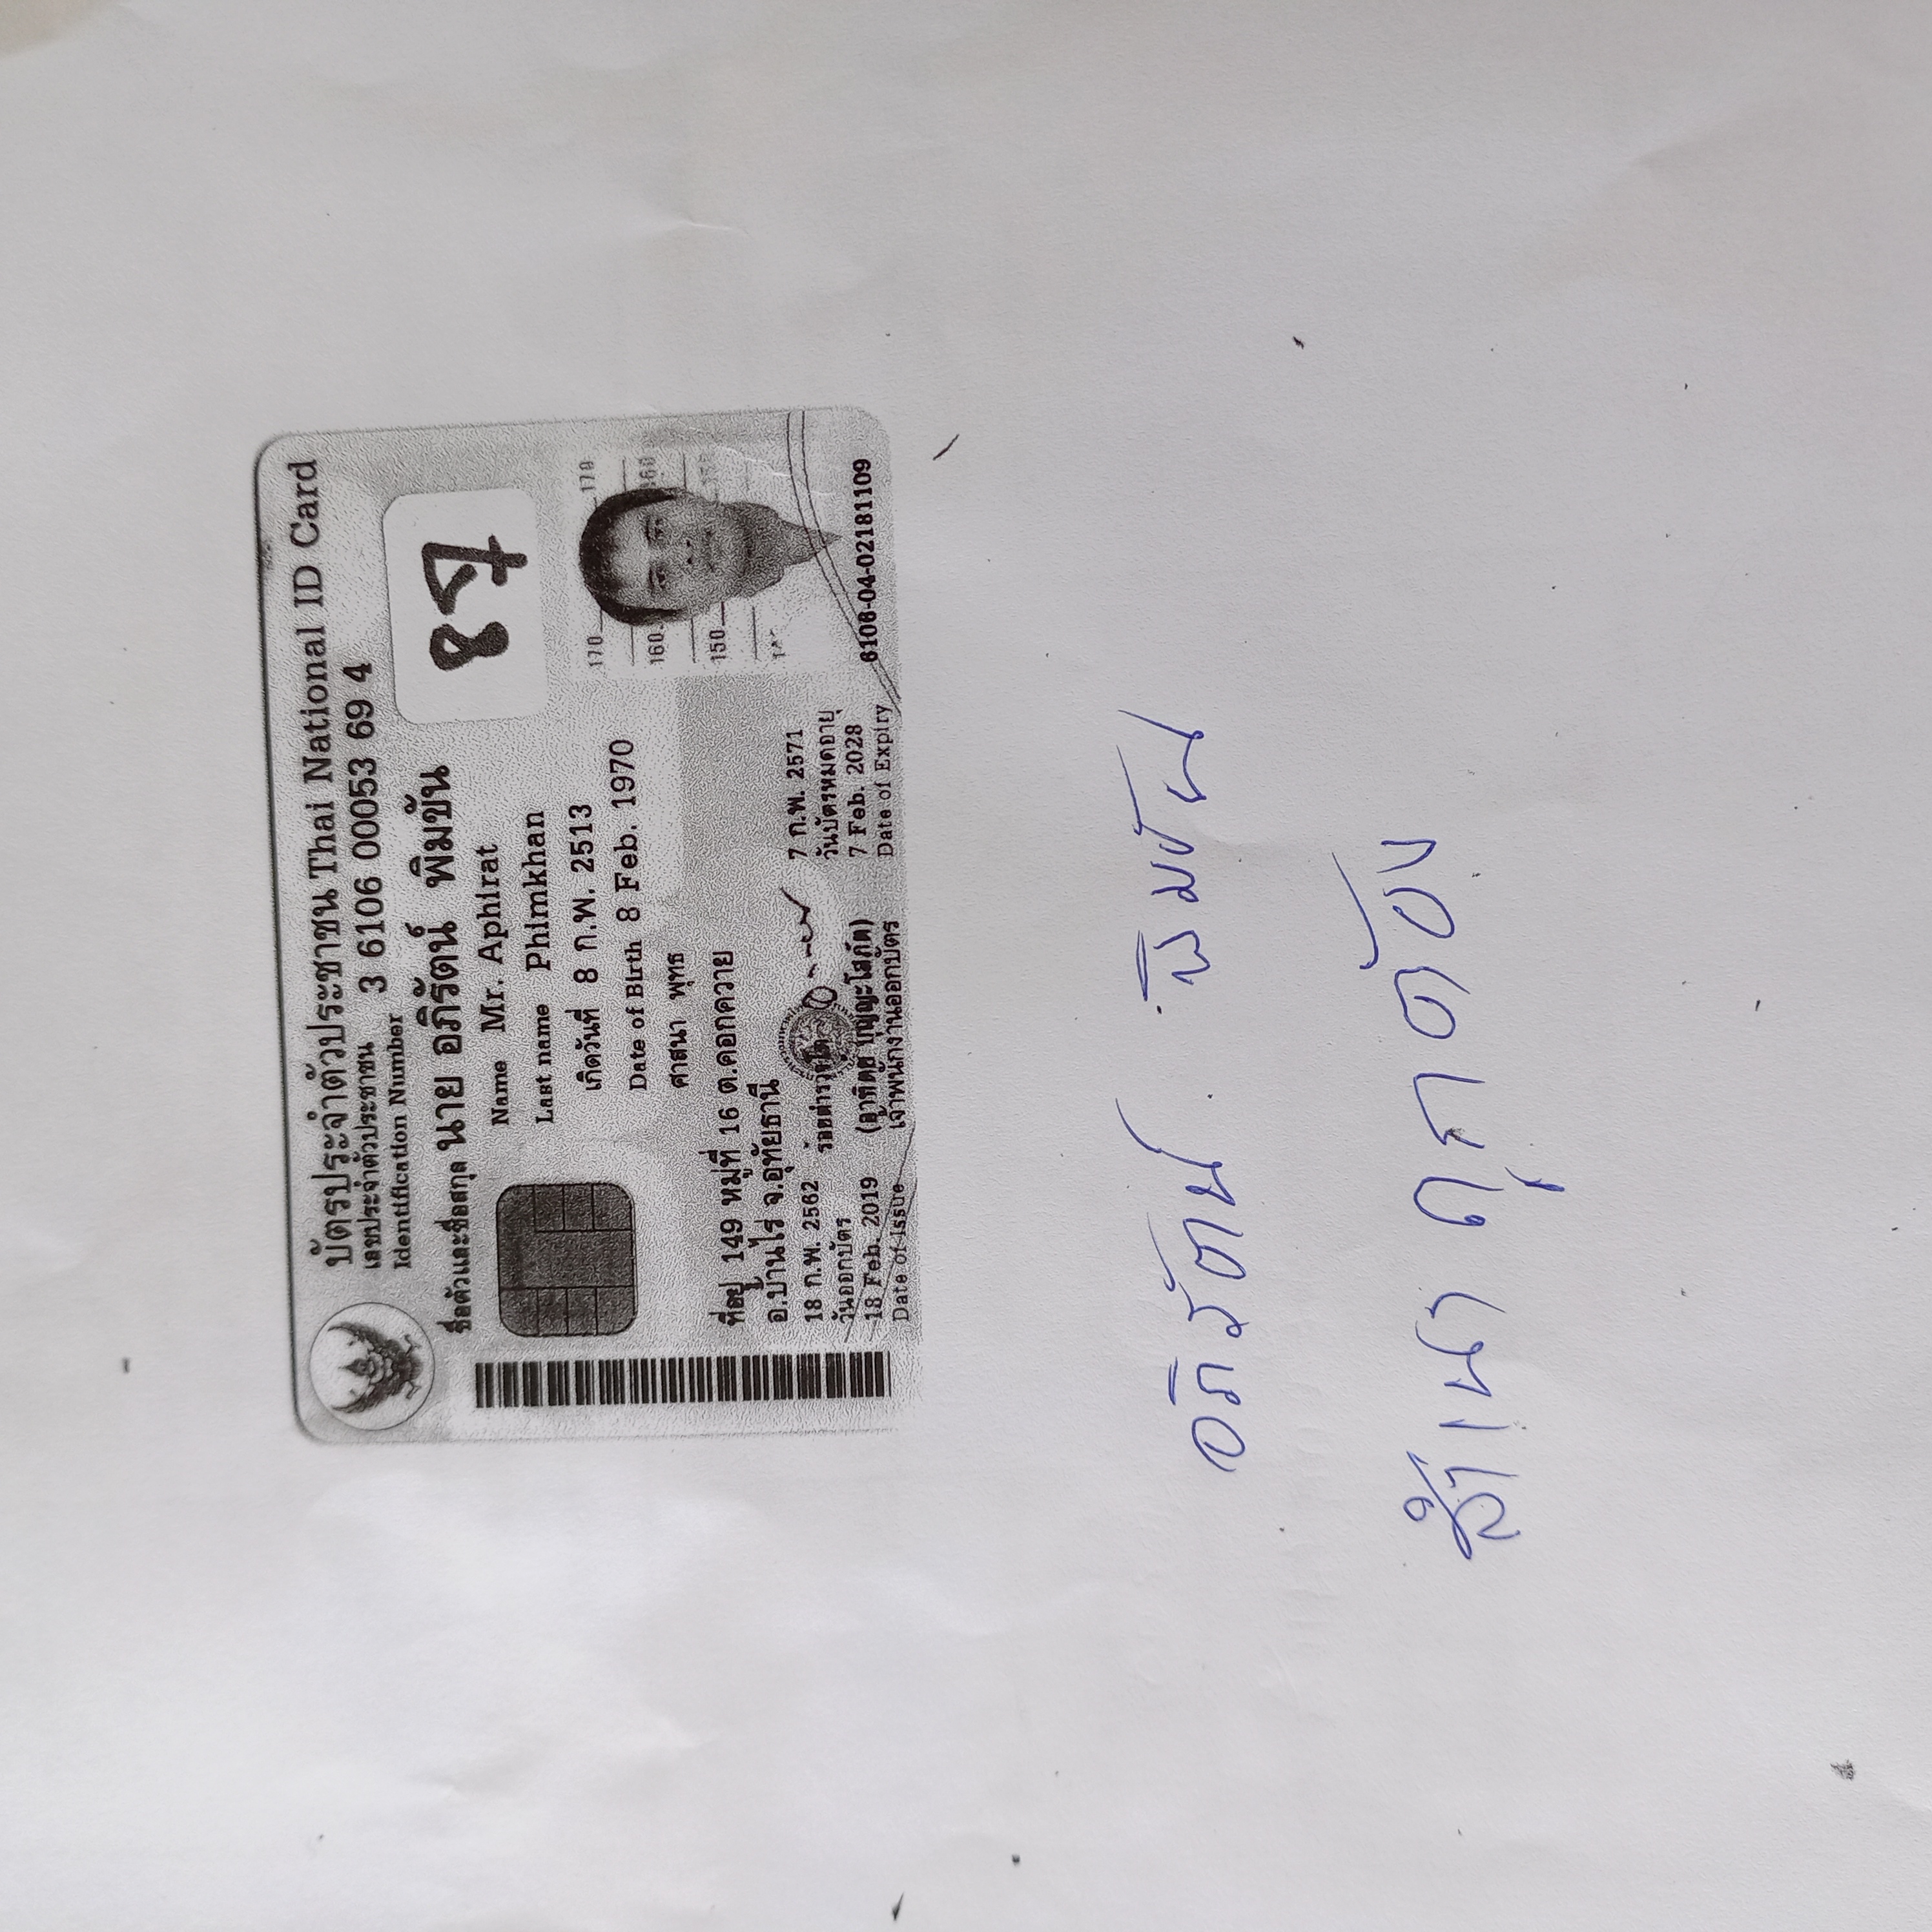 บัตรประจำตัวประชาชน Thai National ID Card
เลขประจำตัวประชาชน
Identification Number 3 6106 00053 69 4
ชื่อตัวและชื่อสกุล นาย อภิรัตน์ พิมขัน
87
Name Mr. Aphirat
Last name Phimkhan
เกิดวันที่ 8 ก.พ. 2513
Date of Birth 8 Feb. 1970
ศาสนา พุทธ
170 170
160 160
150 150
ที่อยู่ 149 หมู่ที่ 16 ต.คอกควาย
อ.บ้านไร่ จ.อุทัยธานี
18 ก.พ. 2562
วันออกบัตร
18 Feb. 2019
Date of Issue
ร้อยตำรวจโท
(อาทิตย์ บุญญะโสภัต)
เจ้าพนักงานออกบัตร
7 ก.พ. 2571
วันบัตรหมดอายุ
7 Feb. 2028
Date of Expiry
6106-04-02181109
อภิรัตน์ พิมขัน
สำเนาถูกต้อง